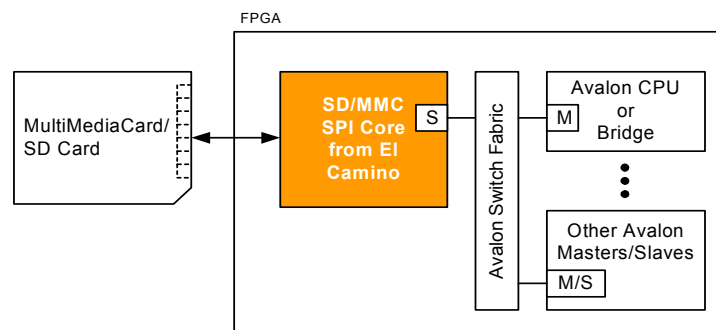 FPGA
MultiMediaCard/
SD Card
SD/MMC
SPI Core
from El
Camino
S
Avalon Switch Fabric
M
Avalon CPU
or
Bridge
Other Avalon
Masters/Slaves
M/S